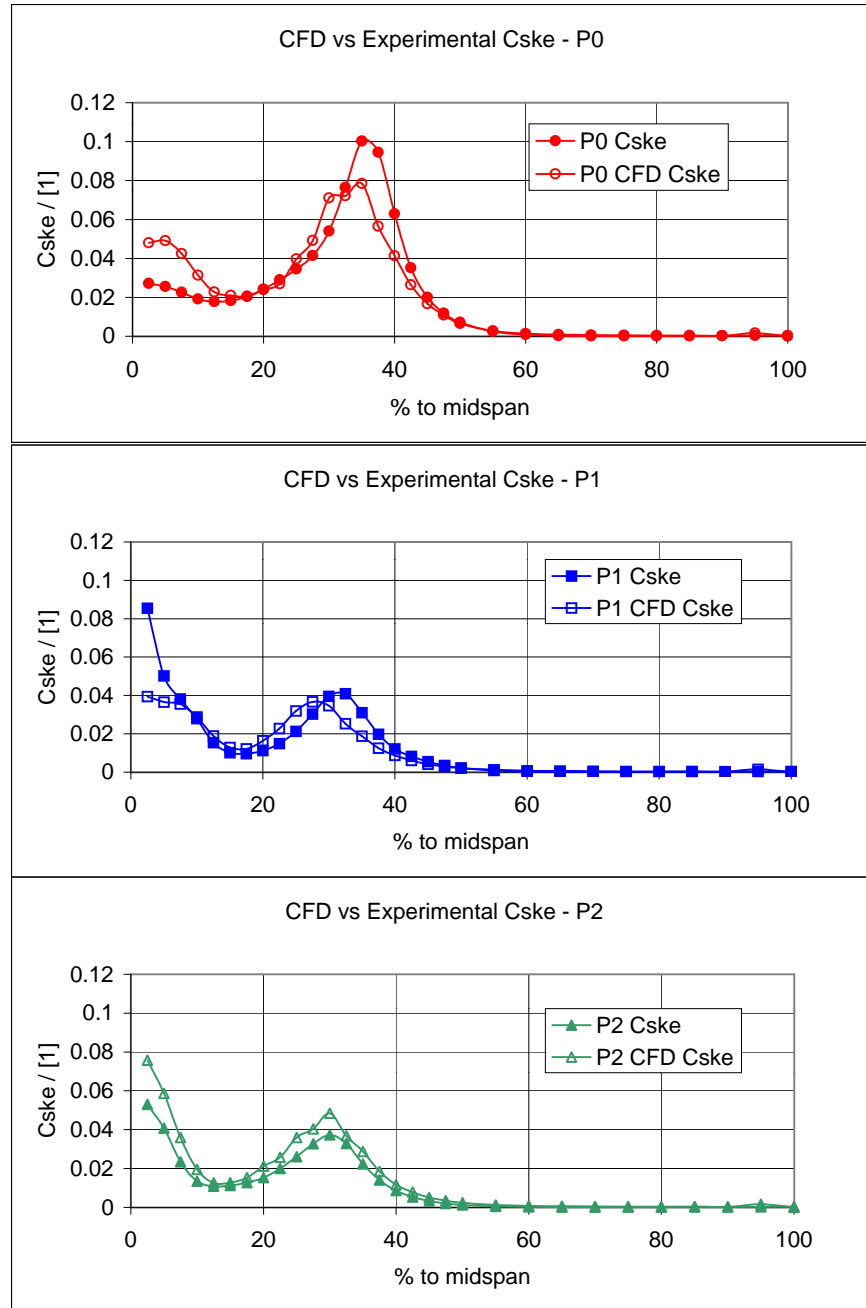 CFD vs Experimental Cske - P0
0.12
0.1
0.08
0.06
0.04
0.02
0
Cske / [1]
P0 Cske
P0 CFD Cske
0 20 40 60 80 100
% to midspan
CFD vs Experimental Cske - P1
0.12
0.1
0.08
0.06
0.04
0.02
0
Cske / [1]
P1 Cske
P1 CFD Cske
0 20 40 60 80 100
% to midspan
CFD vs Experimental Cske - P2
0.12
0.1
0.08
0.06
0.04
0.02
0
Cske / [1]
P2 Cske
P2 CFD Cske
0 20 40 60 80 100
% to midspan